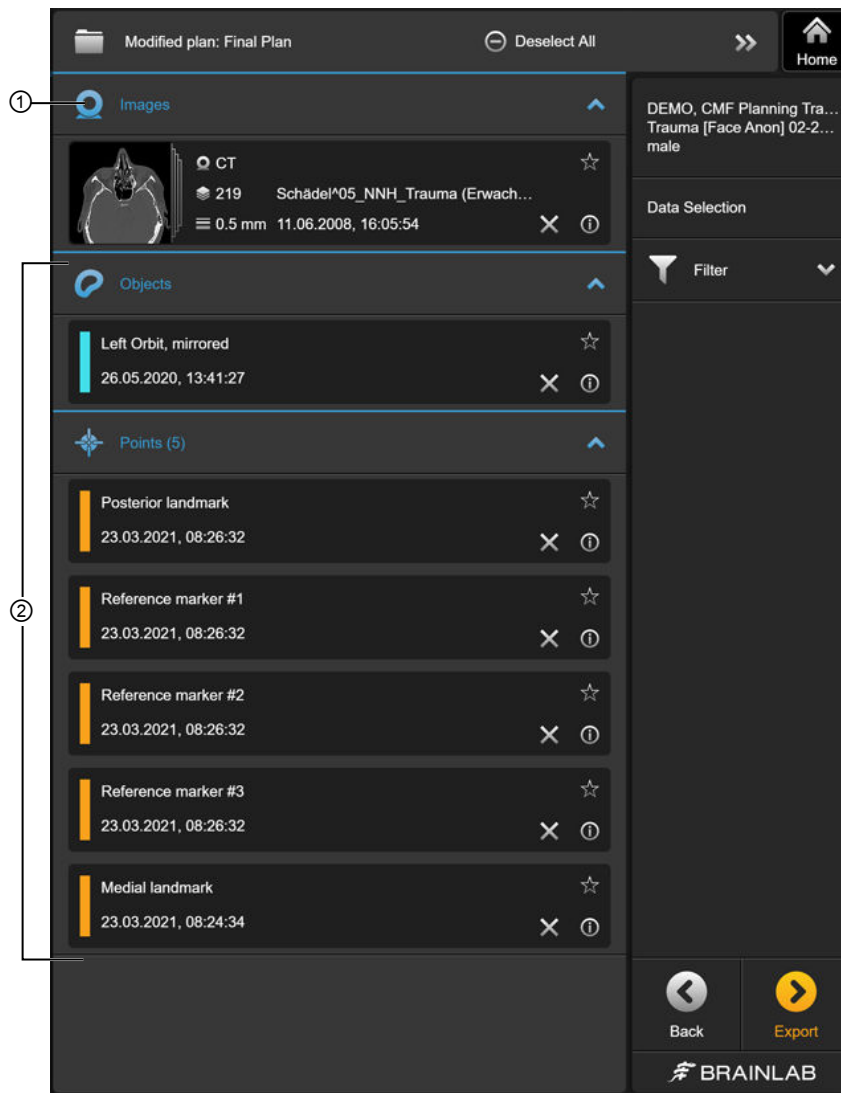 Modified plan: Final Plan
Deselect All
Home
①
Images
CT
219 Schädel^05_NNH_Trauma (Erwach...
0.5 mm 11.06.2008, 16:05:54
②
Objects
Left Orbit, mirrored
26.05.2020, 13:41:27
Points (5)
Posterior landmark
23.03.2021, 08:26:32
Reference marker #1
23.03.2021, 08:26:32
Reference marker #2
23.03.2021, 08:26:32
Reference marker #3
23.03.2021, 08:26:32
Medial landmark
23.03.2021, 08:24:34
DEMO, CMF Planning Tra...
Trauma [Face Anon] 02-2...
male
Data Selection
Filter
Back
Export
BRAINLAB